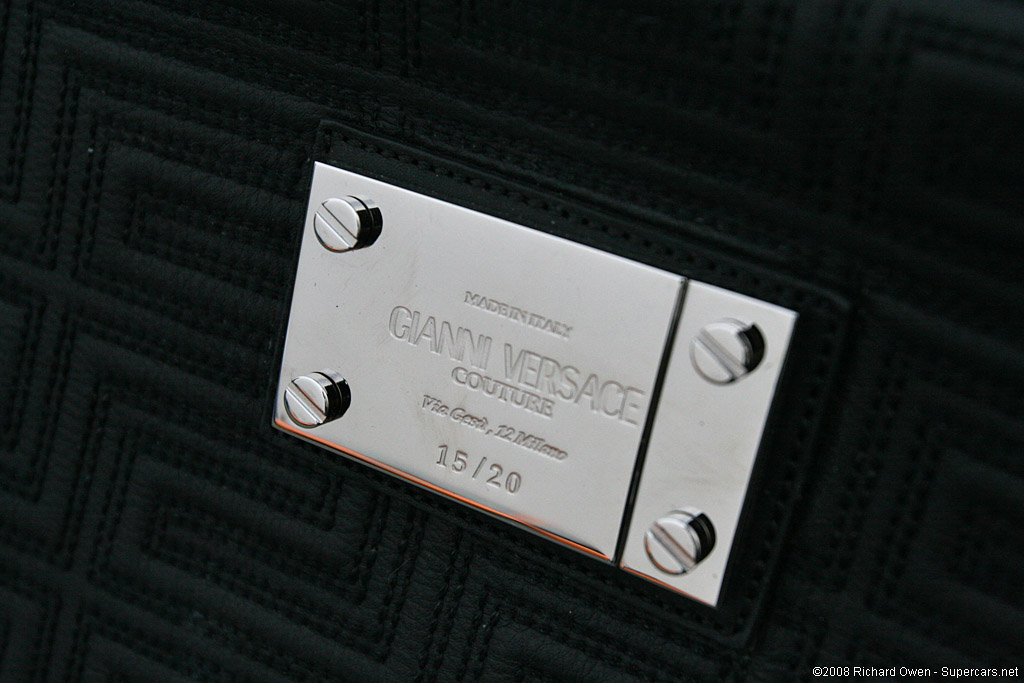 MADE IN ITALY
GIANNI VERSACE
COUTURE
Via Gesù, 12 Milano
15/20
©2008 Richard Owen - Supercars.net